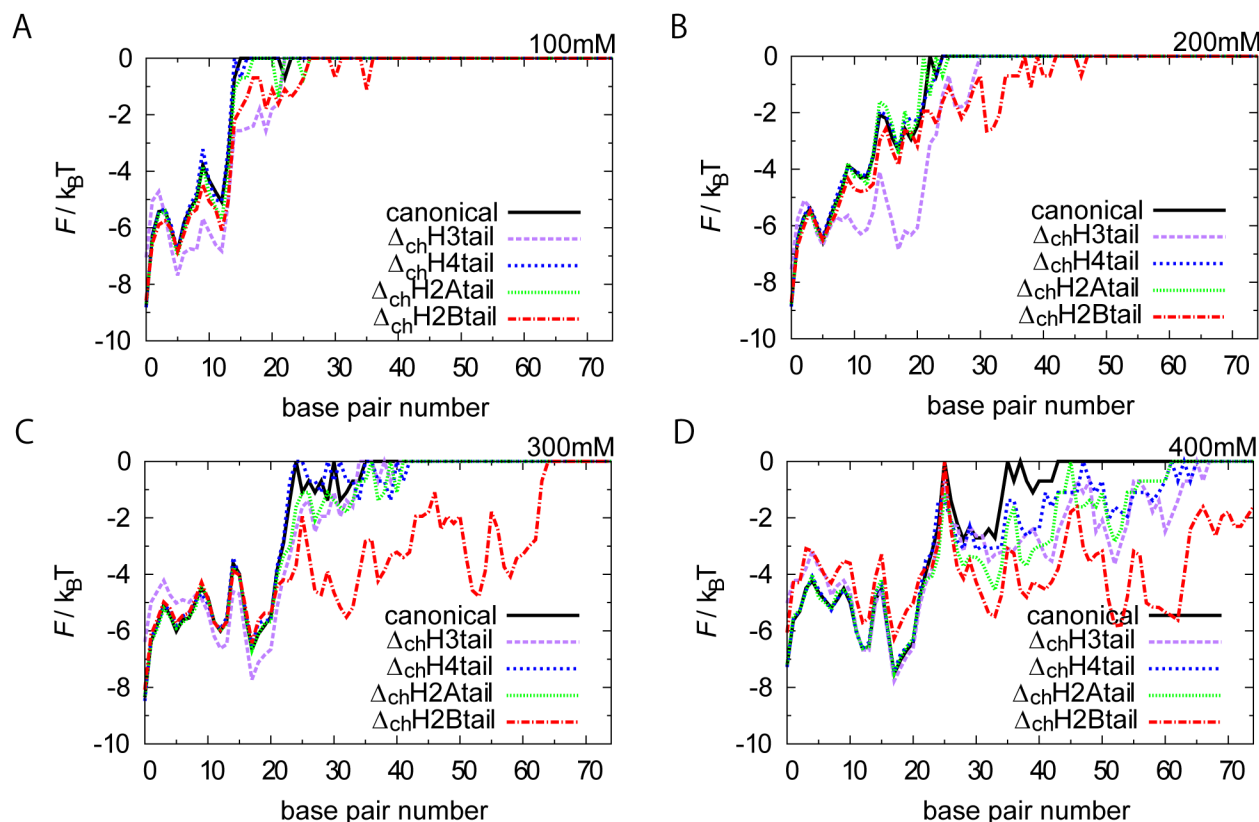 A
100mM
0
-2
-4
-6
-8
-10
F / kBT
canonical
ΔchH3tail
ΔchH4tail
ΔchH2Atail
ΔchH2Btail
0 10 20 30 40 50 60 70
base pair number
B
200mM
0
-2
-4
-6
-8
-10
F / kBT
canonical
ΔchH3tail
ΔchH4tail
ΔchH2Atail
ΔchH2Btail
0 10 20 30 40 50 60 70
base pair number
C
300mM
0
-2
-4
-6
-8
-10
F / kBT
canonical
ΔchH3tail
ΔchH4tail
ΔchH2Atail
ΔchH2Btail
0 10 20 30 40 50 60 70
base pair number
D
400mM
0
-2
-4
-6
-8
-10
F / kBT
canonical
ΔchH3tail
ΔchH4tail
ΔchH2Atail
ΔchH2Btail
0 10 20 30 40 50 60 70
base pair number